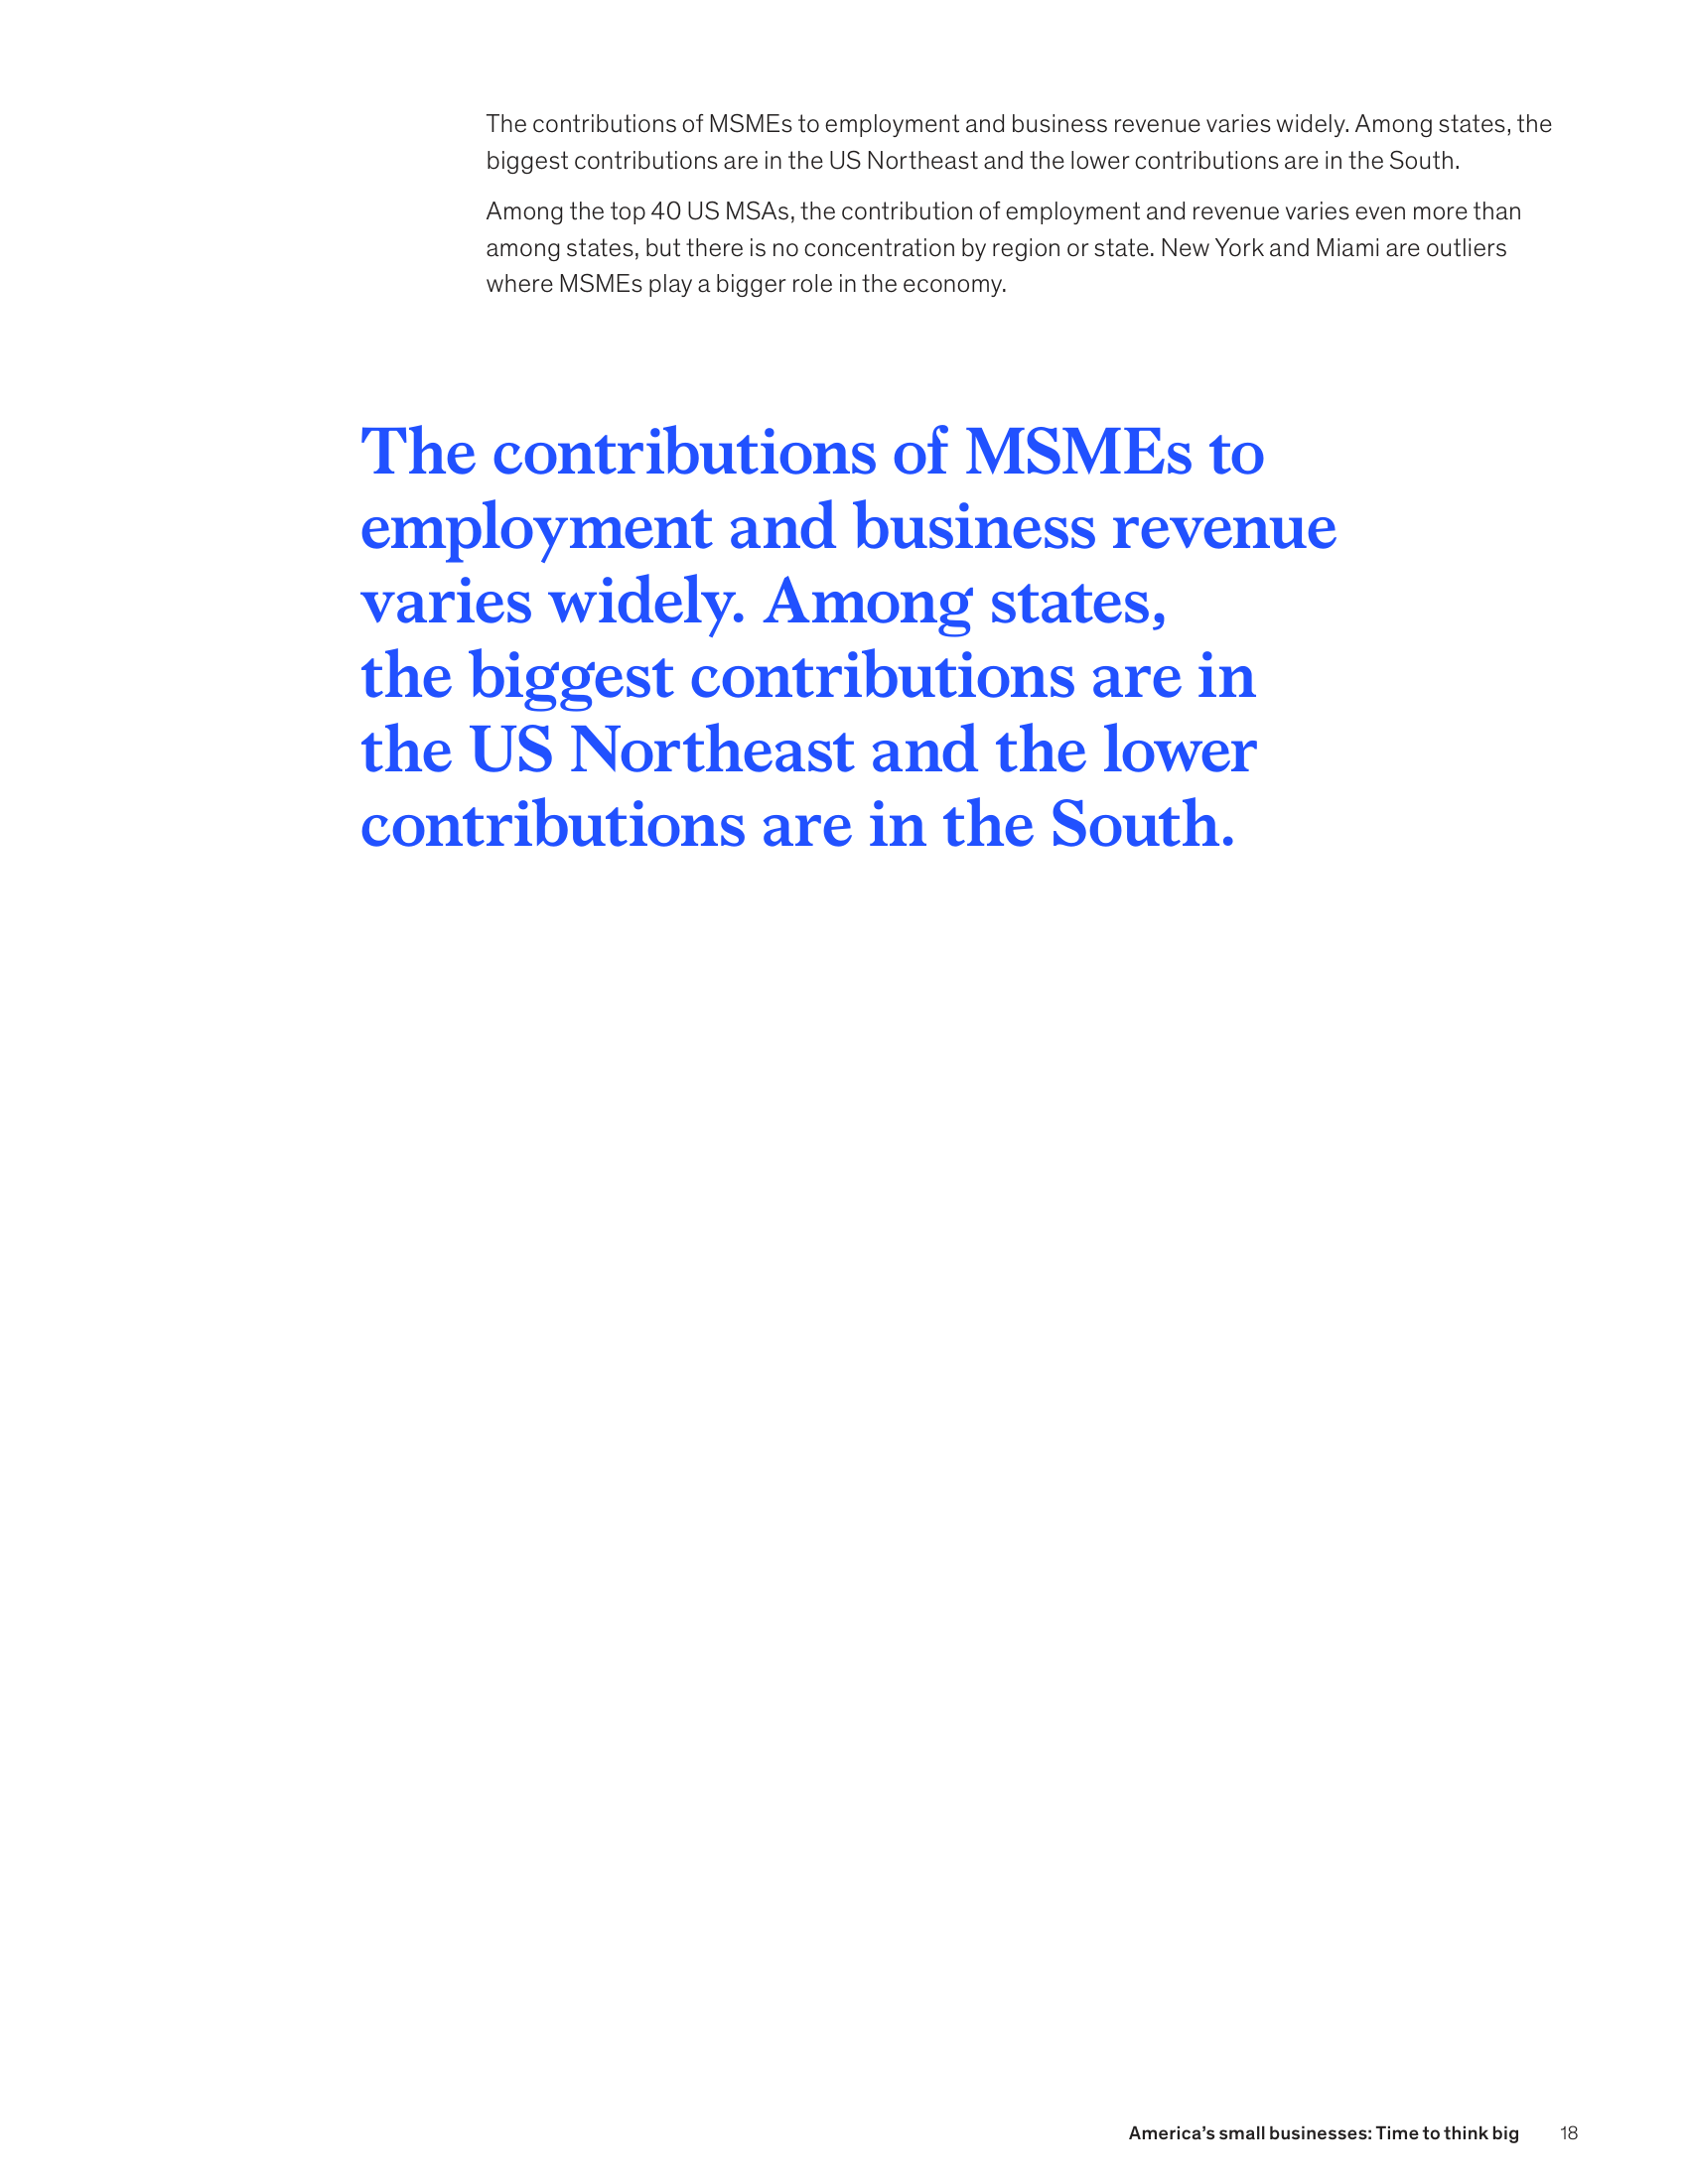 The contributions of MSMEs to employment and business revenue varies widely. Among states, the
biggest contributions are in the US Northeast and the lower contributions are in the South.
Among the top 40 US MSAs, the contribution of employment and revenue varies even more than
among states, but there is no concentration by region or state. New York and Miami are outliers
where MSMEs play a bigger role in the economy.
The contributions of MSMEs to
employment and business revenue
varies widely. Among states,
the biggest contributions are in
the US Northeast and the lower
contributions are in the South.
America’s small businesses: Time to think big 18